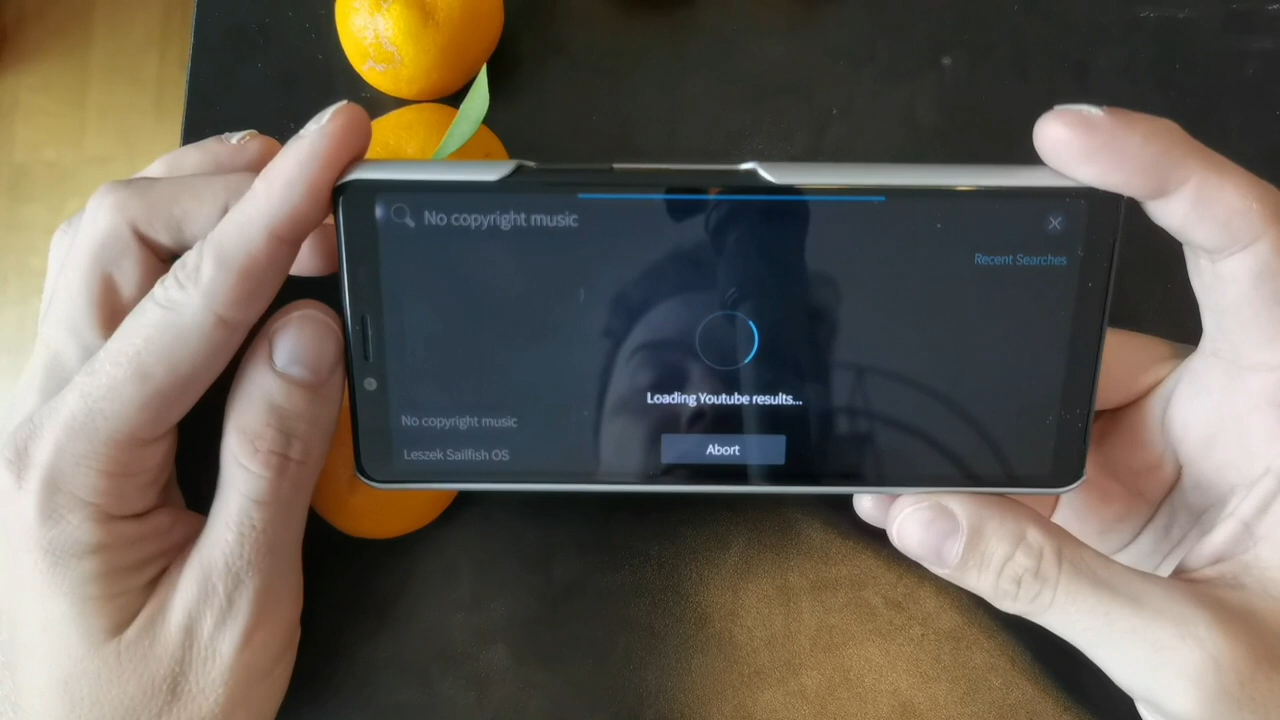 No copyright music
Recent Searches
Loading Youtube results...
No copyright music
Abort
Leszek Sailfish OS